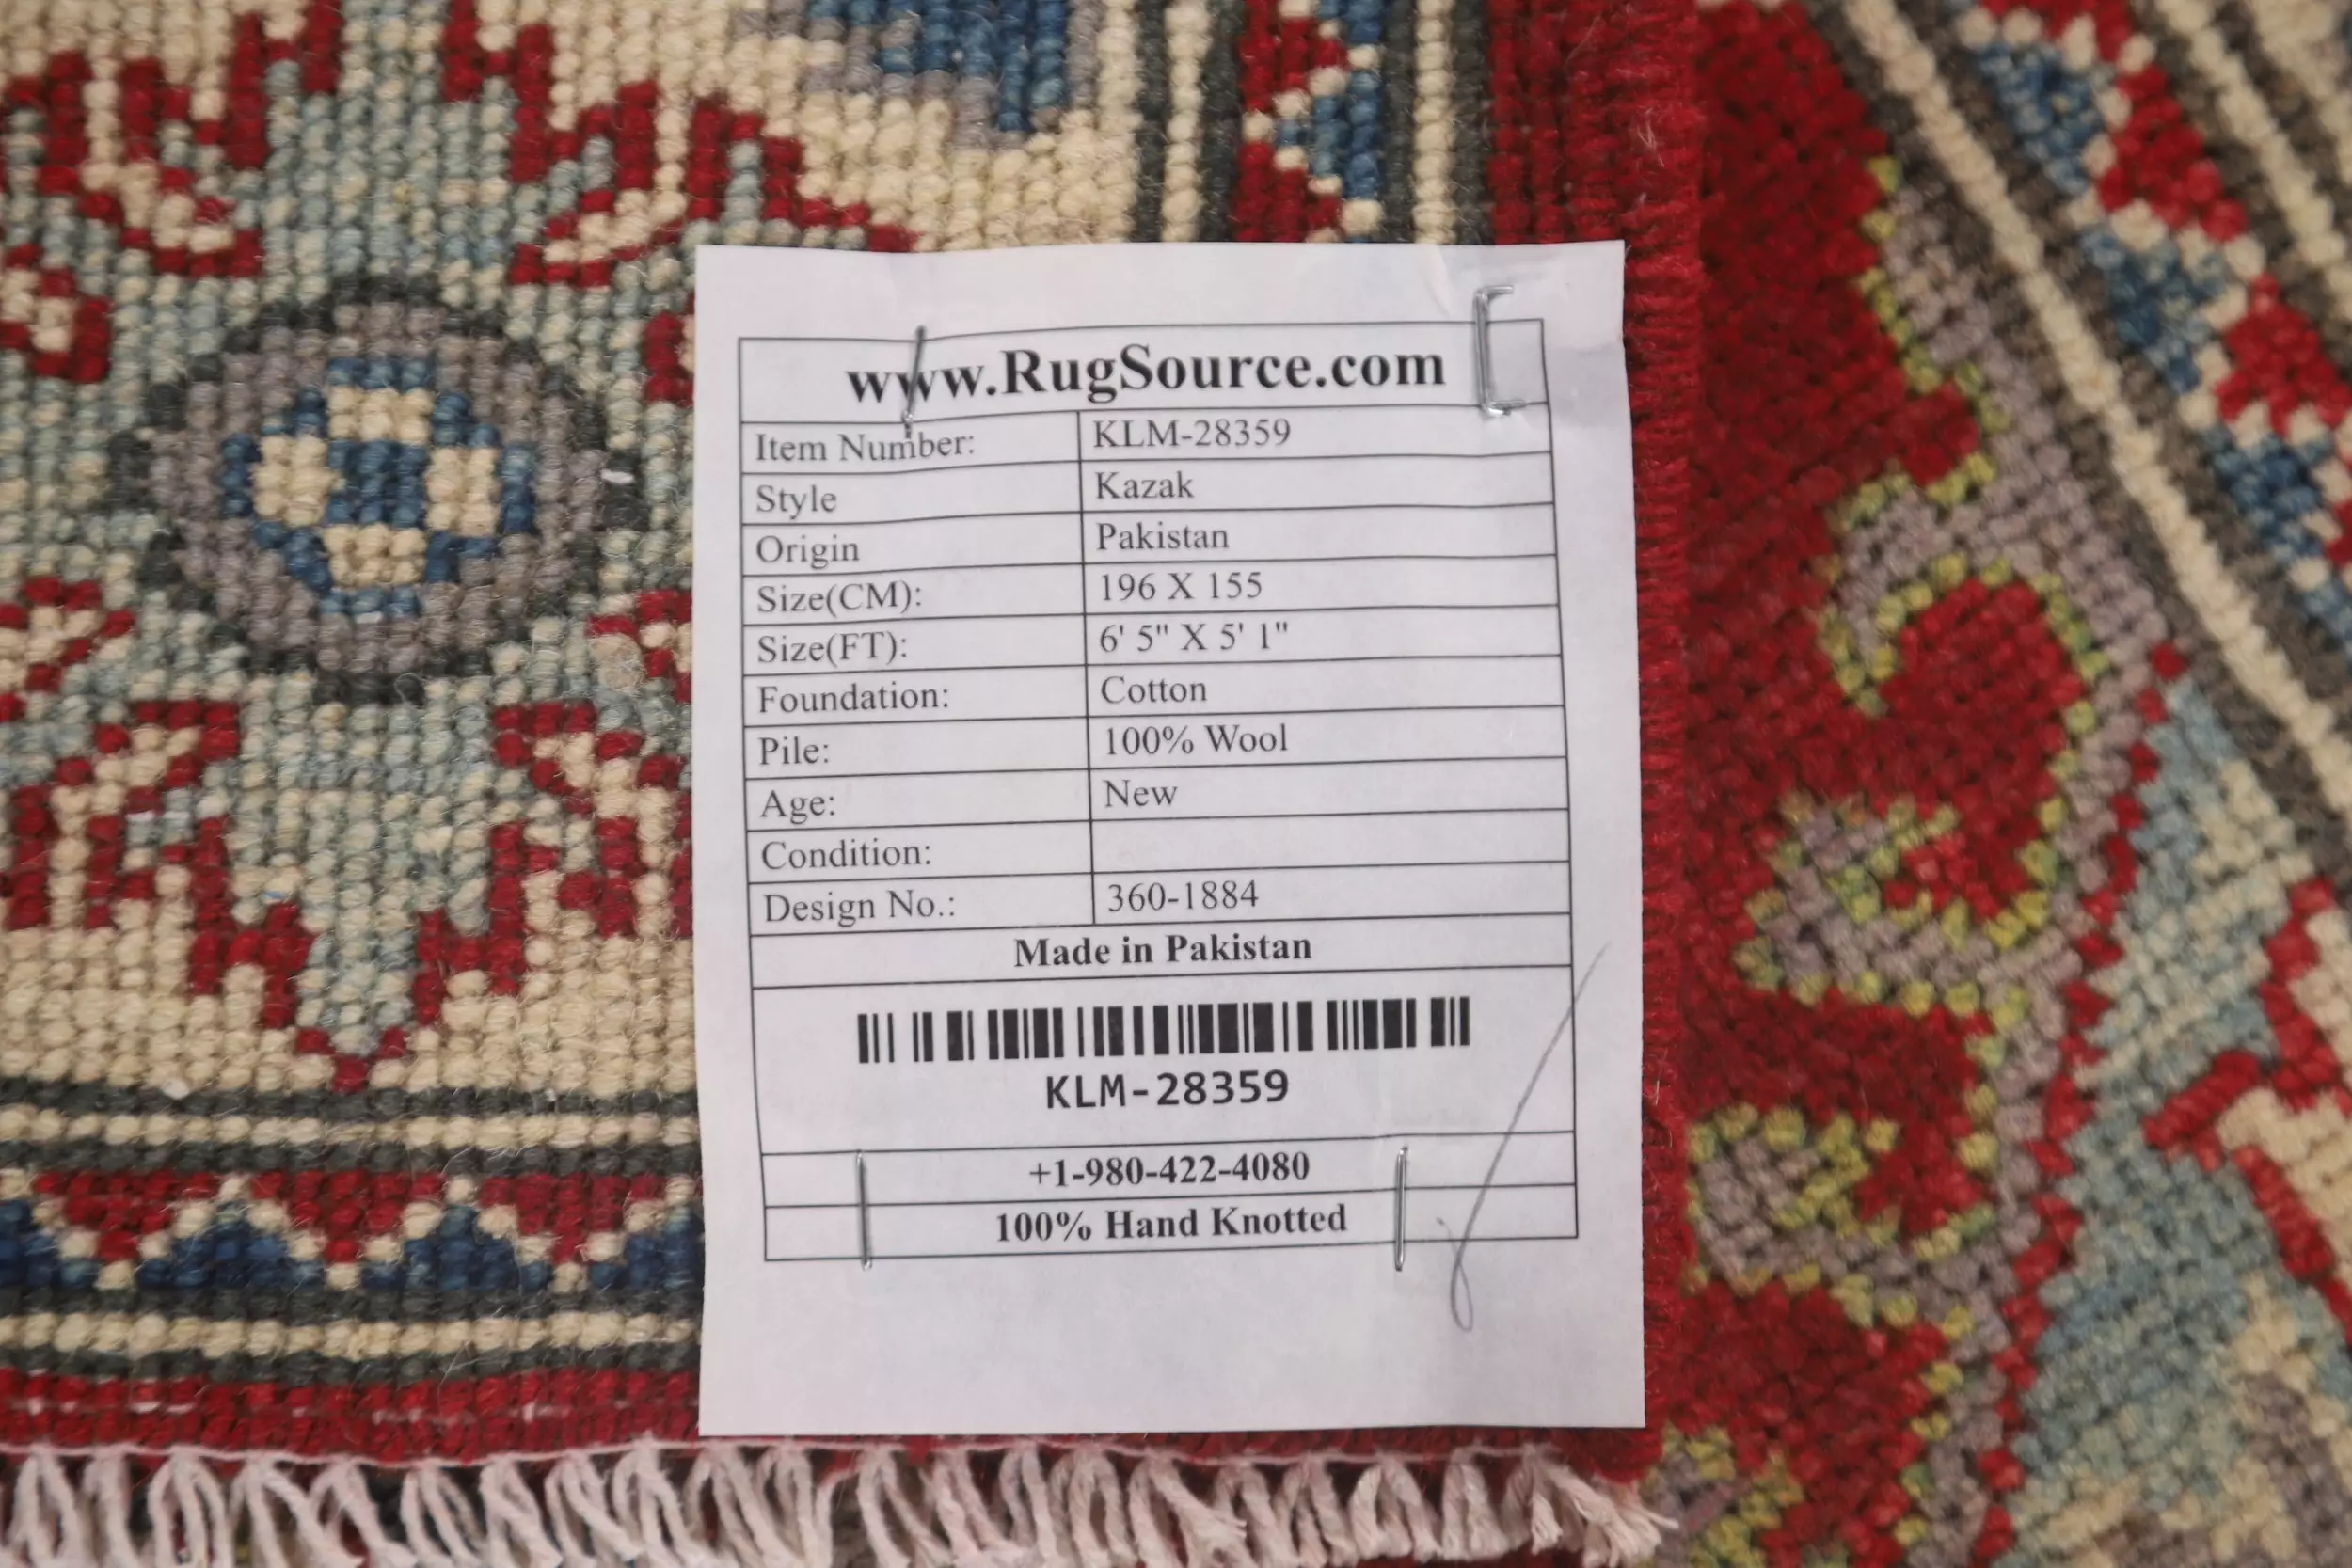 www.RugSource.com
Item Number: KLM-28359
Style Kazak
Origin Pakistan
Size(CM): 196 X 155
Size(FT): 6' 5" X 5' 1"
Foundation: Cotton
Pile: 100% Wool
Age: New
Condition:
Design No.: 360-1884
Made in Pakistan
KLM-28359
+1-980-422-4080
100% Hand Knotted